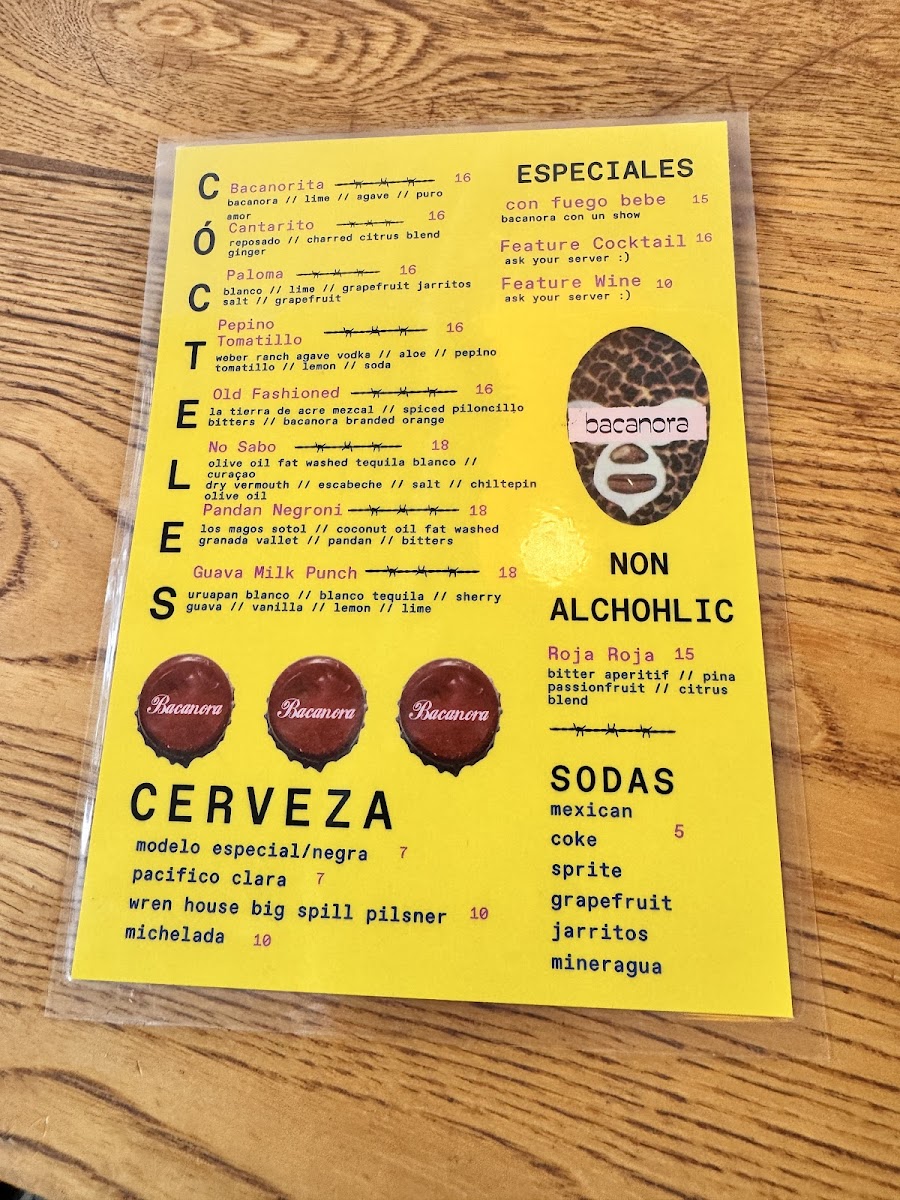 CÓCTELES
Bacanorita 16
bacanora // lime // agave // puro
amor
Cantarito 16
reposado // charred citrus blend
ginger
Paloma 16
blanco // lime // grapefruit jarritos
salt // grapefruit
Pepino
Tomatillo 16
weber ranch agave vodka // aloe // pepino
tomatillo // lemon // soda
Old Fashioned 16
la tierra de acre mezcal // spiced piloncillo
bitters // bacanora branded orange
No Sabo 18
olive oil fat washed tequila blanco //
curaçao
dry vermouth // escabeche // salt // chiltepin
olive oil
Pandan Negroni 18
los magos sotol // coconut oil fat washed
granada vallet // pandan // bitters
Guava Milk Punch 18
uruapan blanco // blanco tequila // sherry
guava // vanilla // lemon // lime
Bacanora Bacanora Bacanora
CERVEZA
modelo especial/negra 7
pacifico clara 7
wren house big spill pilsner 10
michelada 10
ESPECIALES
con fuego bebe 15
bacanora con un show
Feature Cocktail 16
ask your server :)
Feature Wine 10
ask your server :)
bacanora
NON
ALCHOHLIC
Roja Roja 15
bitter aperitif // pina
passionfruit // citrus
blend
SODAS
mexican
coke 5
sprite
grapefruit
jarritos
mineragua